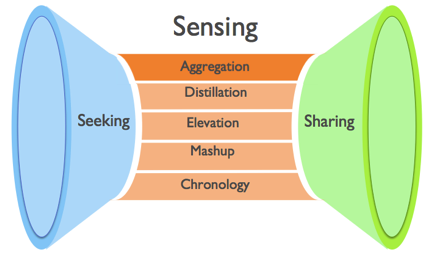 Sensing
Seeking
Aggregation
Distillation
Elevation
Mashup
Chronology
Sharing